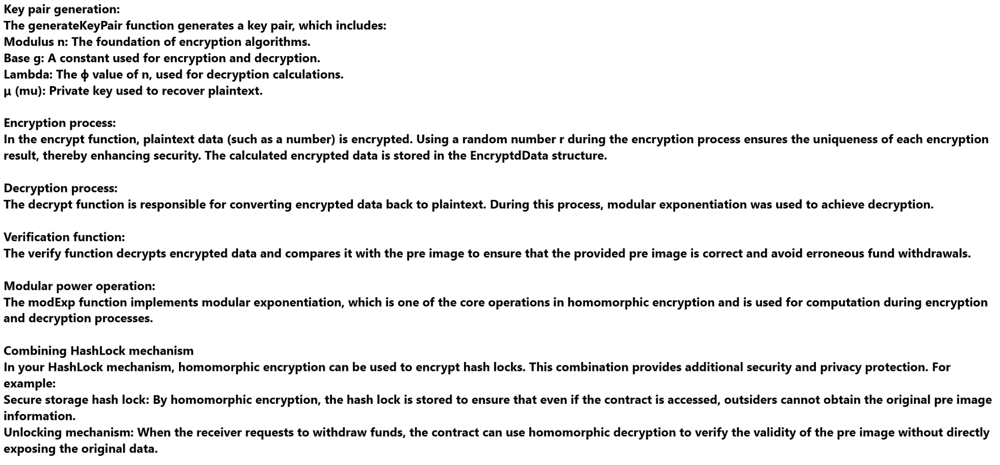 Key pair generation:
The generateKeyPair function generates a key pair, which includes:
Modulus n: The foundation of encryption algorithms.
Base g: A constant used for encryption and decryption.
Lambda: The ϕ value of n, used for decryption calculations.
μ (mu): Private key used to recover plaintext.
Encryption process:
In the encrypt function, plaintext data (such as a number) is encrypted. Using a random number r during the encryption process ensures the uniqueness of each encryption
result, thereby enhancing security. The calculated encrypted data is stored in the EncryptdData structure.
Decryption process:
The decrypt function is responsible for converting encrypted data back to plaintext. During this process, modular exponentiation was used to achieve decryption.
Verification function:
The verify function decrypts encrypted data and compares it with the pre image to ensure that the provided pre image is correct and avoid erroneous fund withdrawals.
Modular power operation:
The modExp function implements modular exponentiation, which is one of the core operations in homomorphic encryption and is used for computation during encryption
and decryption processes.
Combining HashLock mechanism
In your HashLock mechanism, homomorphic encryption can be used to encrypt hash locks. This combination provides additional security and privacy protection. For
example:
Secure storage hash lock: By homomorphic encryption, the hash lock is stored to ensure that even if the contract is accessed, outsiders cannot obtain the original pre image
information.
Unlocking mechanism: When the receiver requests to withdraw funds, the contract can use homomorphic decryption to verify the validity of the pre image without directly
exposing the original data.